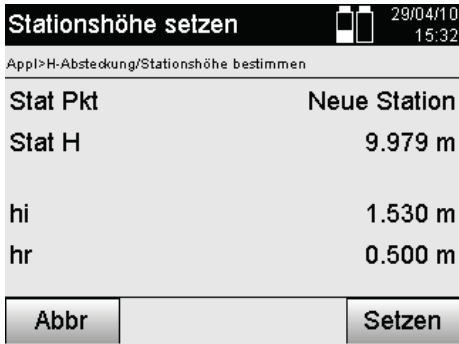 Stationshöhe setzen
29/04/10
15:32
Appl>H-Absteckung/Stationshöhe bestimmen
Stat Pkt Neue Station
Stat H 9.979 m
hi 1.530 m
hr 0.500 m
Abbr Setzen